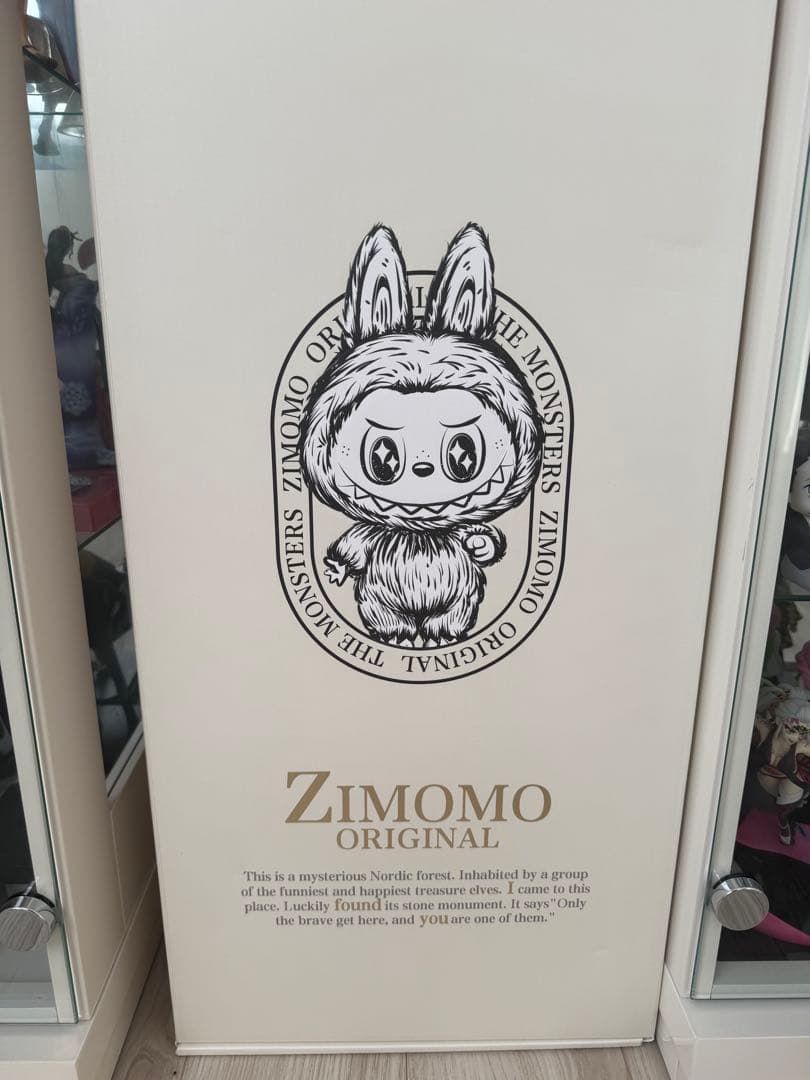 ZIMOMO ORI L HE MONSTERS ZIMOMO ORIGINAL THE MONSTERS
ZIMOMO
ORIGINAL
This is a mysterious Nordic forest. Inhabited by a group
of the funniest and happiest treasure elves. I came to this
place. Luckily found its stone monument. It says"Only
the brave get here, and you are one of them."